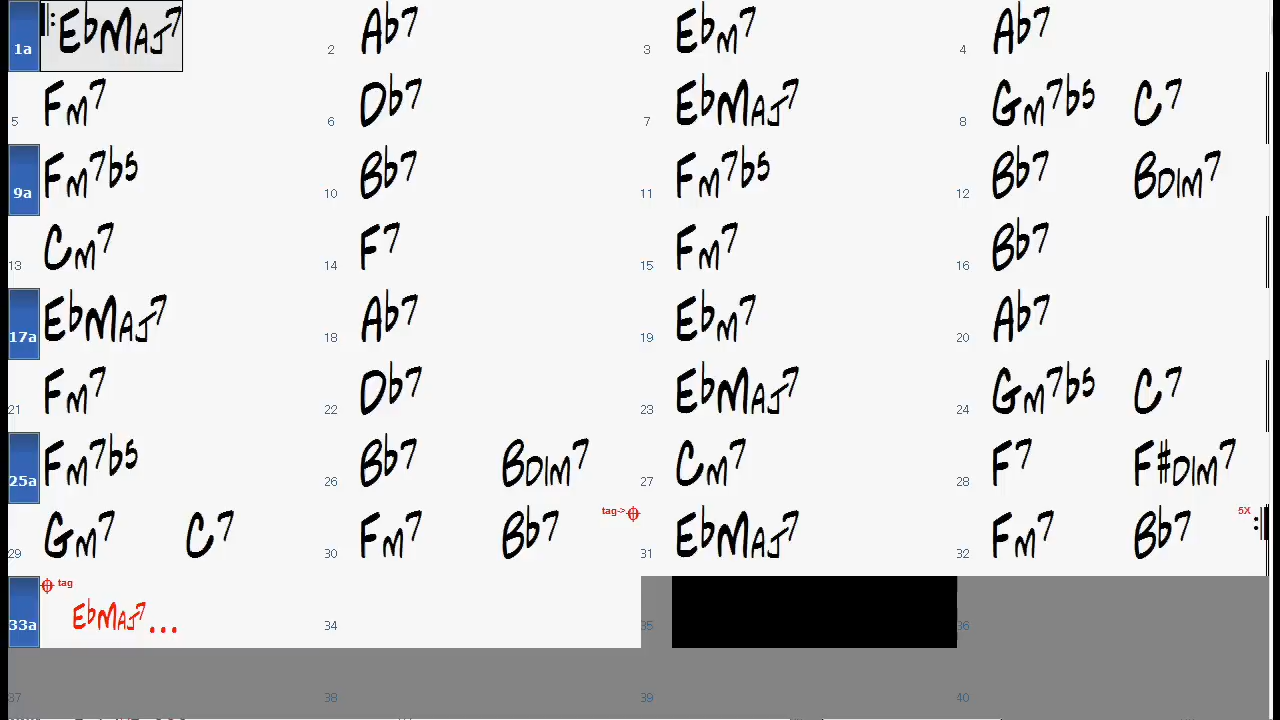 1a EbMaj7 2 Ab7 3 Ebm7 4 Ab7
5 Fm7 6 Db7 7 EbMaj7 8 Gm7b5 C7
9a Fm7b5 10 Bb7 11 Fm7b5 12 Bb7 Bdim7
13 Cm7 14 F7 15 Fm7 16 Bb7
17a EbMaj7 18 Ab7 19 Ebm7 20 Ab7
21 Fm7 22 Db7 23 EbMaj7 24 Gm7b5 C7
25a Fm7b5 26 Bb7 Bdim7 27 Cm7 28 F7 F#dim7
29 Gm7 C7 30 Fm7 Bb7 tag-> 31 EbMaj7 32 Fm7 Bb7 5X
33a tag EbMaj7... 34 35 36
37 38 39 40